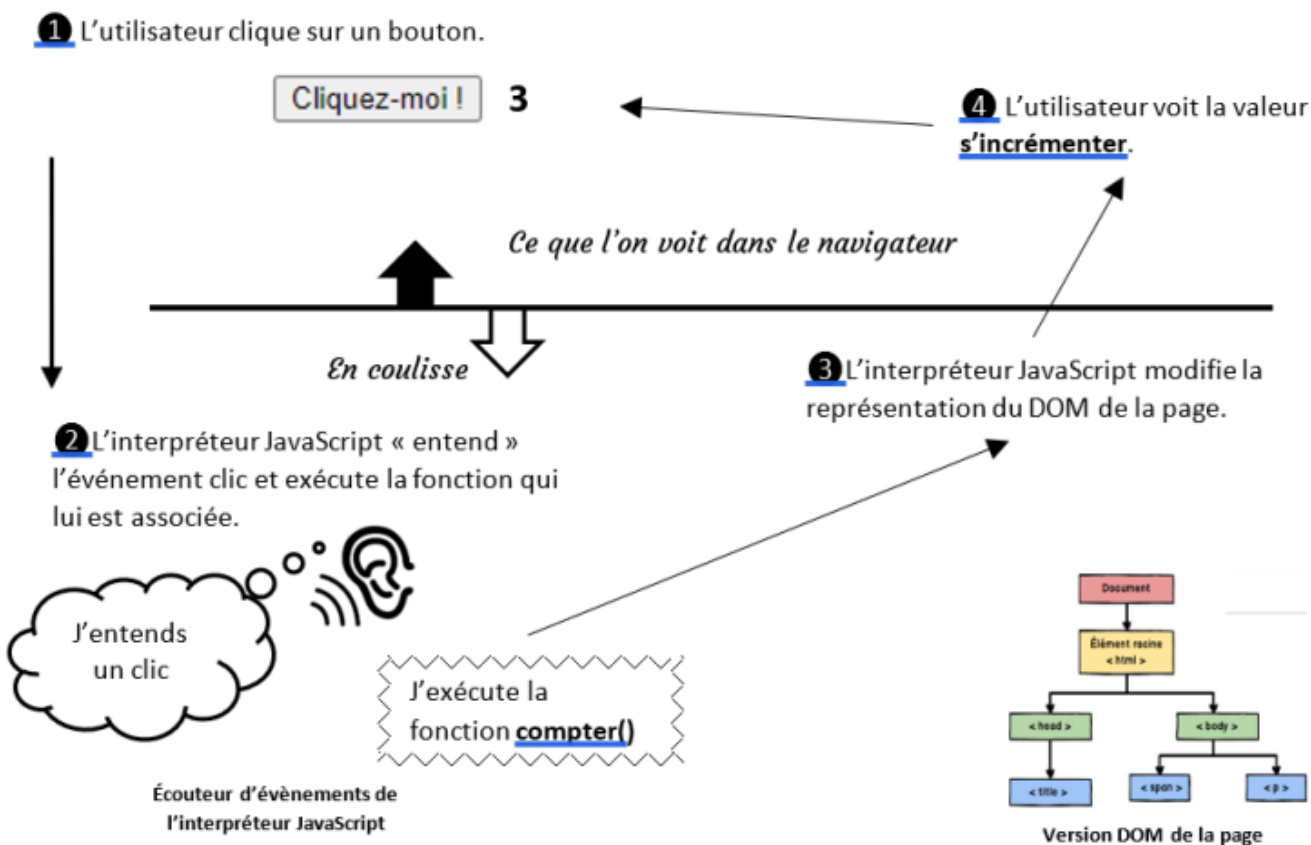 1 L'utilisateur clique sur un bouton.
Cliquez-moi ! 3
4 L'utilisateur voit la valeur
s'incrémenter.
Ce que l'on voit dans le navigateur
En coulisse
3 L'interpréteur JavaScript modifie la
représentation du DOM de la page.
2 L'interpréteur JavaScript « entend »
l'événement clic et exécute la fonction qui
lui est associée.
J'entends
un clic
J'exécute la
fonction compter()
Écouteur d'évènements de
l'interpréteur JavaScript
Document
Élément racine
< html >
< head > < body >
< title > < span > < p >
Version DOM de la page